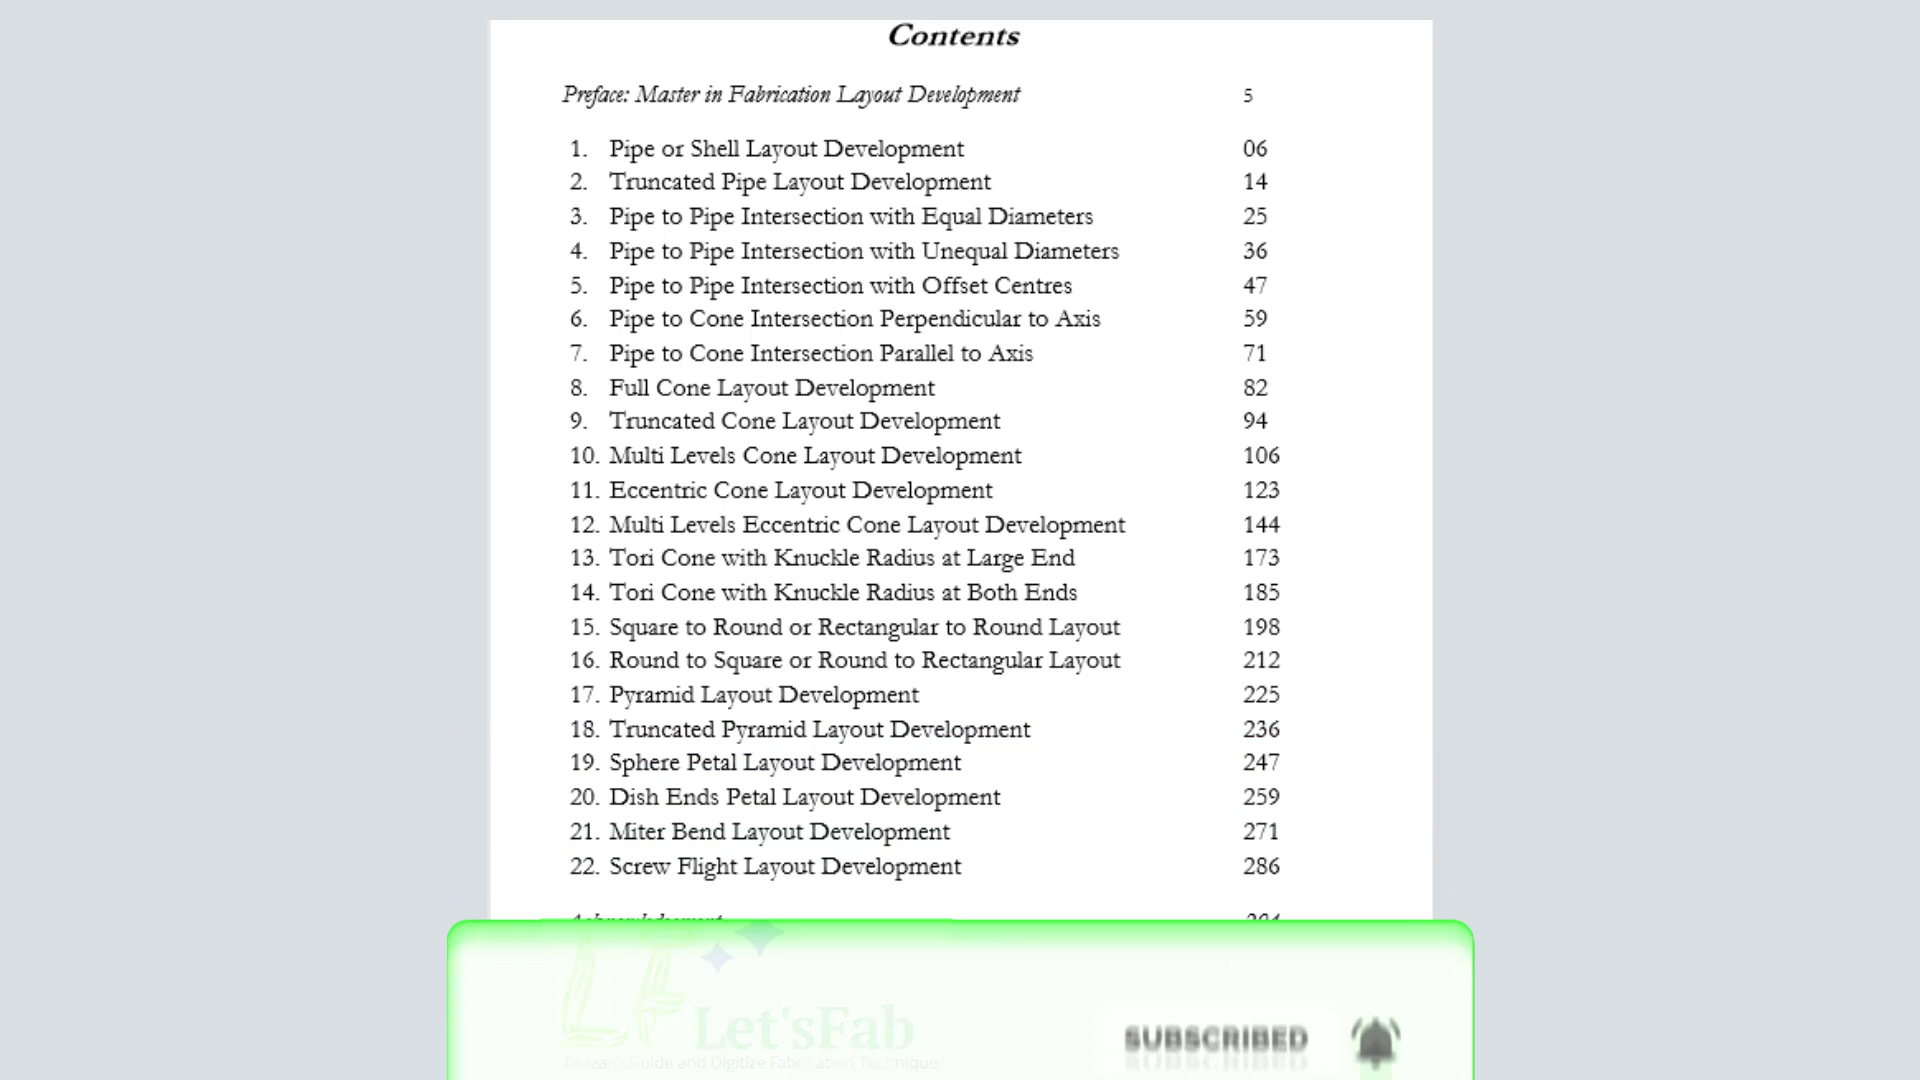 Contents
Preface: Master in Fabrication Layout Development 5
1. Pipe or Shell Layout Development 06
2. Truncated Pipe Layout Development 14
3. Pipe to Pipe Intersection with Equal Diameters 25
4. Pipe to Pipe Intersection with Unequal Diameters 36
5. Pipe to Pipe Intersection with Offset Centres 47
6. Pipe to Cone Intersection Perpendicular to Axis 59
7. Pipe to Cone Intersection Parallel to Axis 71
8. Full Cone Layout Development 82
9. Truncated Cone Layout Development 94
10. Multi Levels Cone Layout Development 106
11. Eccentric Cone Layout Development 123
12. Multi Levels Eccentric Cone Layout Development 144
13. Tori Cone with Knuckle Radius at Large End 173
14. Tori Cone with Knuckle Radius at Both Ends 185
15. Square to Round or Rectangular to Round Layout 198
16. Round to Square or Round to Rectangular Layout 212
17. Pyramid Layout Development 225
18. Truncated Pyramid Layout Development 236
19. Sphere Petal Layout Development 247
20. Dish Ends Petal Layout Development 259
21. Miter Bend Layout Development 271
22. Screw Flight Layout Development 286
LF
Let'sFab
Guide and Digitize Fabrication Technique
SUBSCRIBED